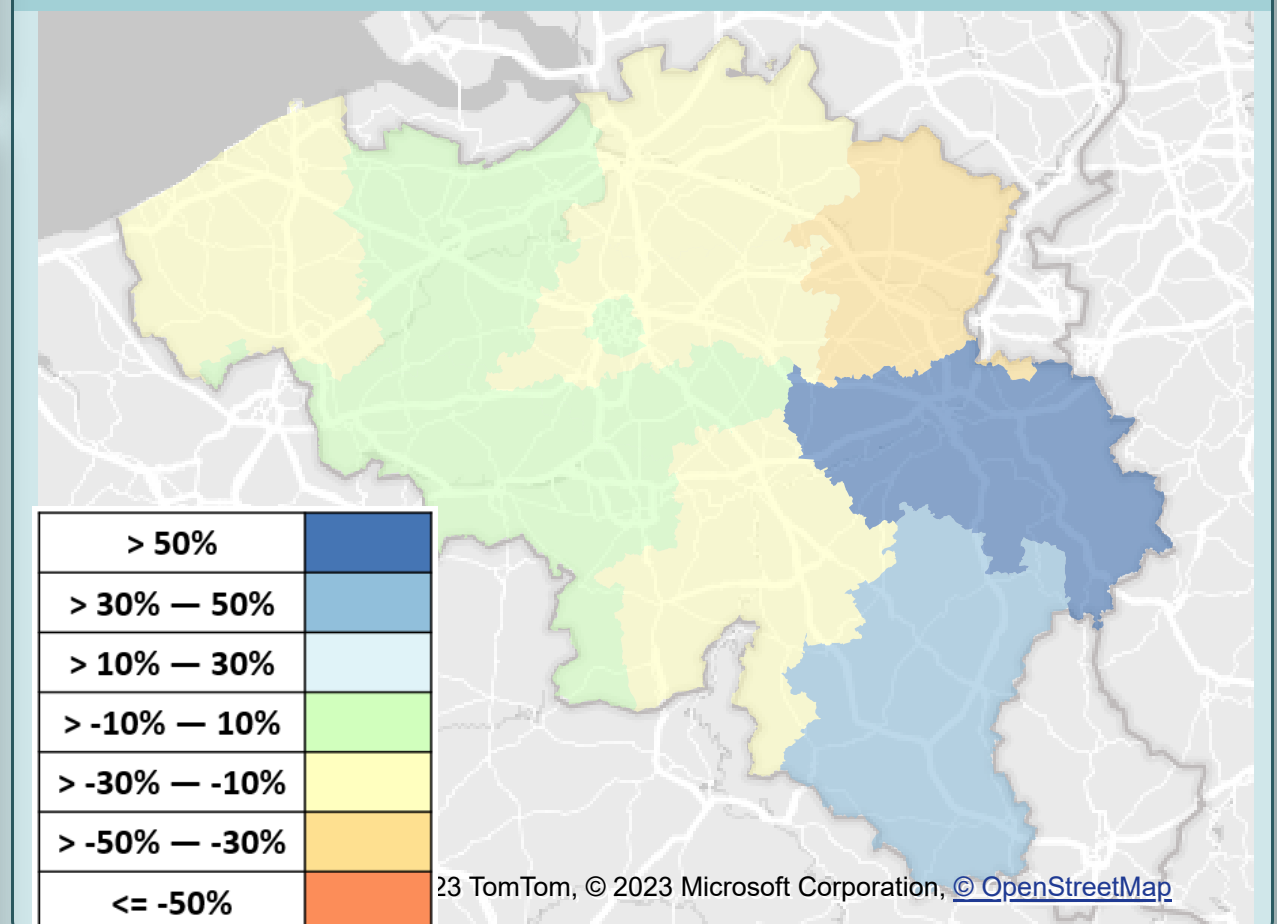 > 50%
> 30% — 50%
> 10% — 30%
> -10% — 10%
> -30% — -10%
> -50% — -30%
<= -50%
23 TomTom, © 2023 Microsoft Corporation, © OpenStreetMap